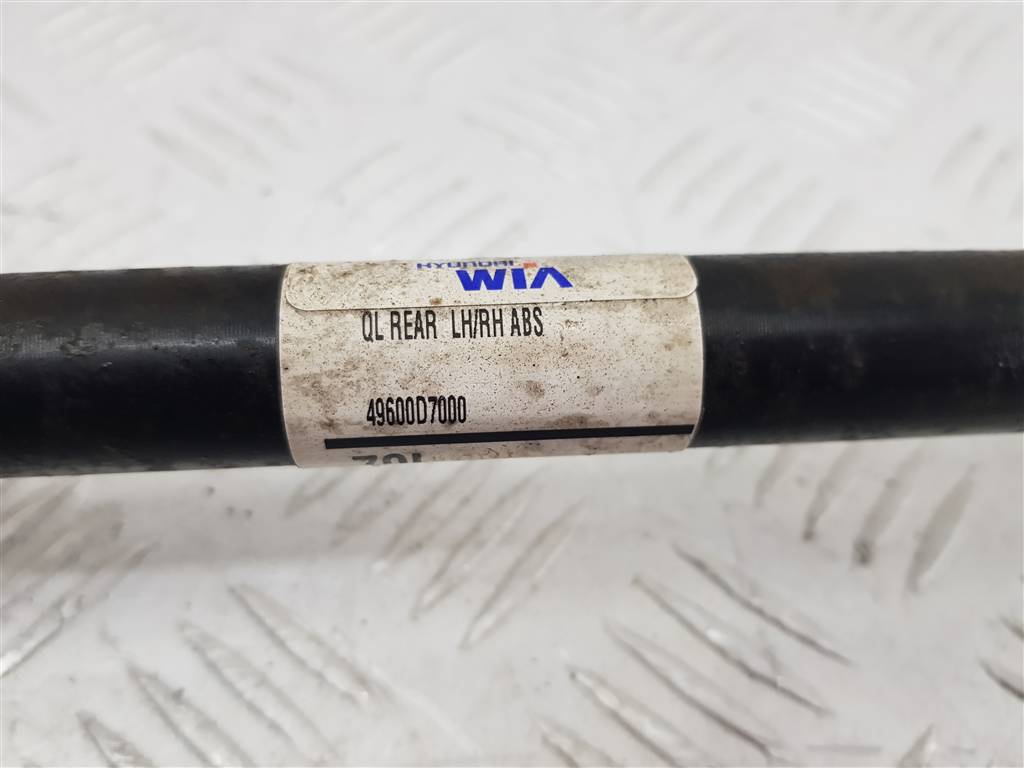 HYUNDAI
WIA
QL REAR LH/RH ABS
49600D7000